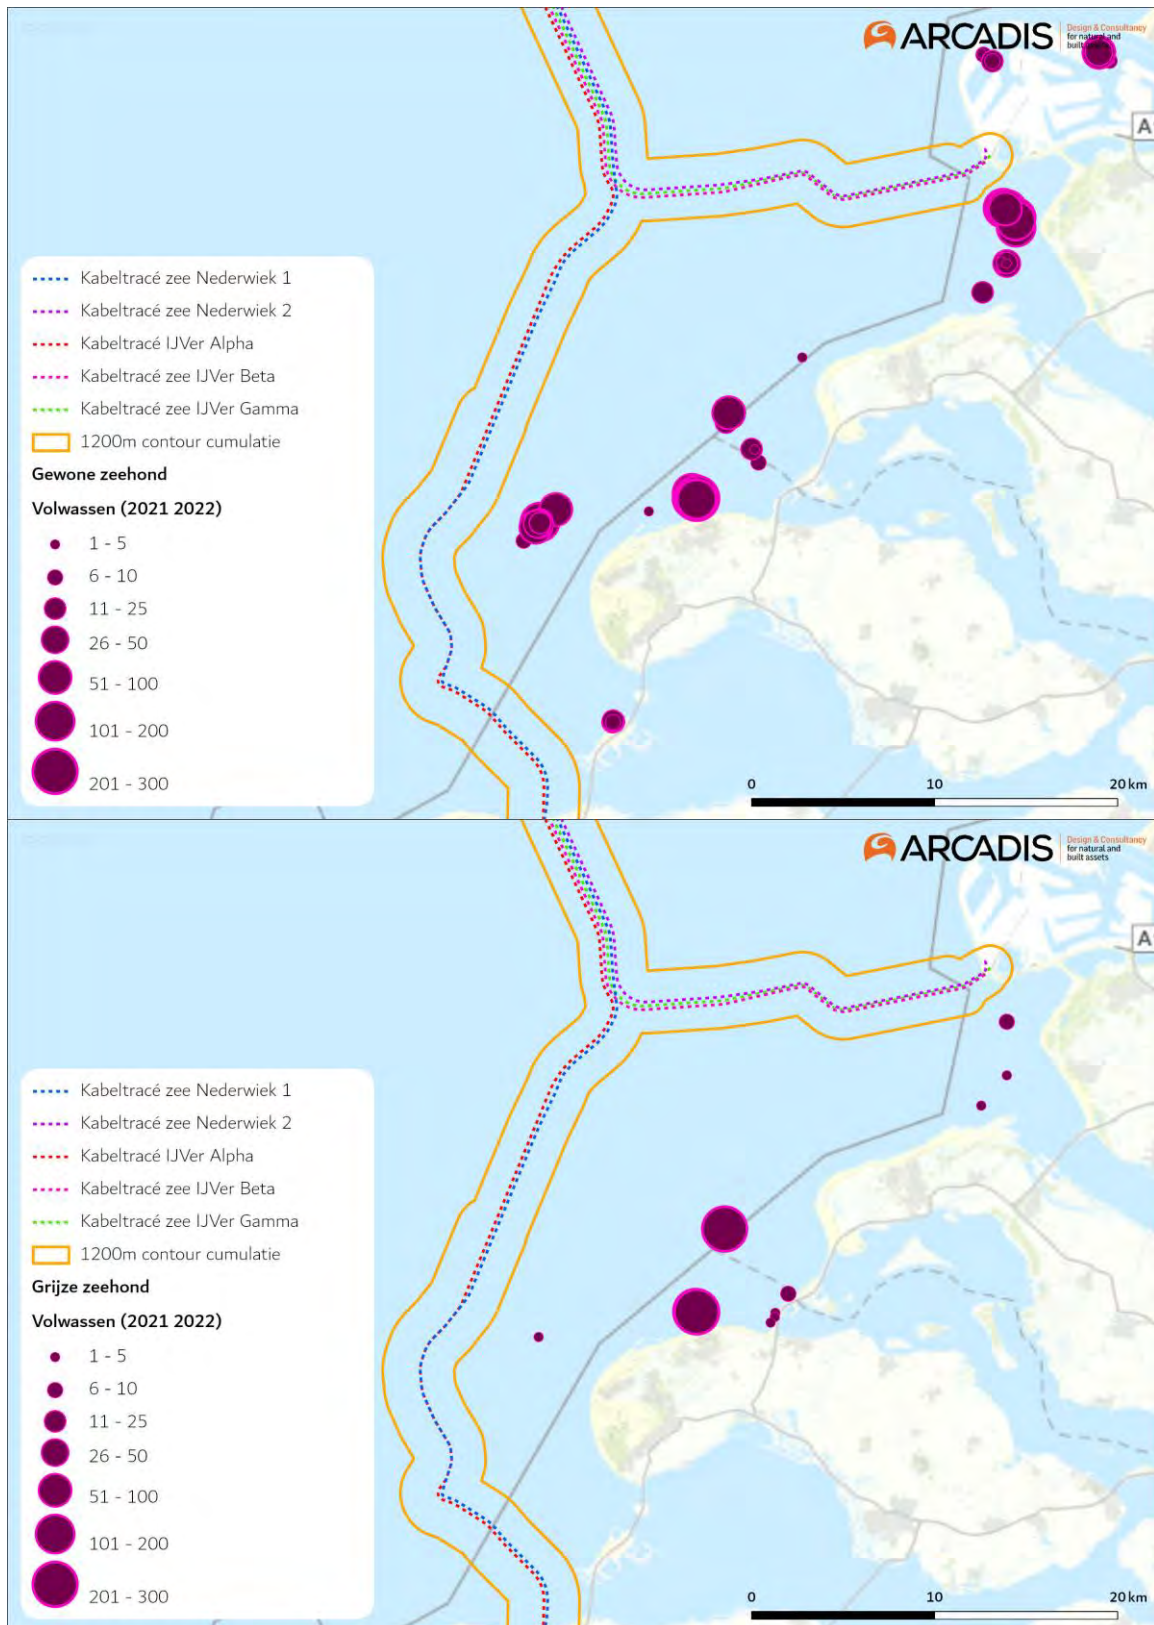 ARCADIS
Design & Consultancy
for natural and
built
A
Kabeltracé zee Nederwiek 1
Kabeltracé zee Nederwiek 2
Kabeltracé IJVer Alpha
Kabeltracé zee IJVer Beta
Kabeltracé zee IJVer Gamma
1200m contour cumulatie
Gewone zeehond
Volwassen (2021 2022)
1 - 5
6 - 10
11 - 25
26 - 50
51 - 100
101 - 200
201 - 300
0 10 20 km
ARCADIS
Design & Consultancy
for natural and
built assets
A
Kabeltracé zee Nederwiek 1
Kabeltracé zee Nederwiek 2
Kabeltracé IJVer Alpha
Kabeltracé zee IJVer Beta
Kabeltracé zee IJVer Gamma
1200m contour cumulatie
Grijze zeehond
Volwassen (2021 2022)
1 - 5
6 - 10
11 - 25
26 - 50
51 - 100
101 - 200
201 - 300
0 10 20 km